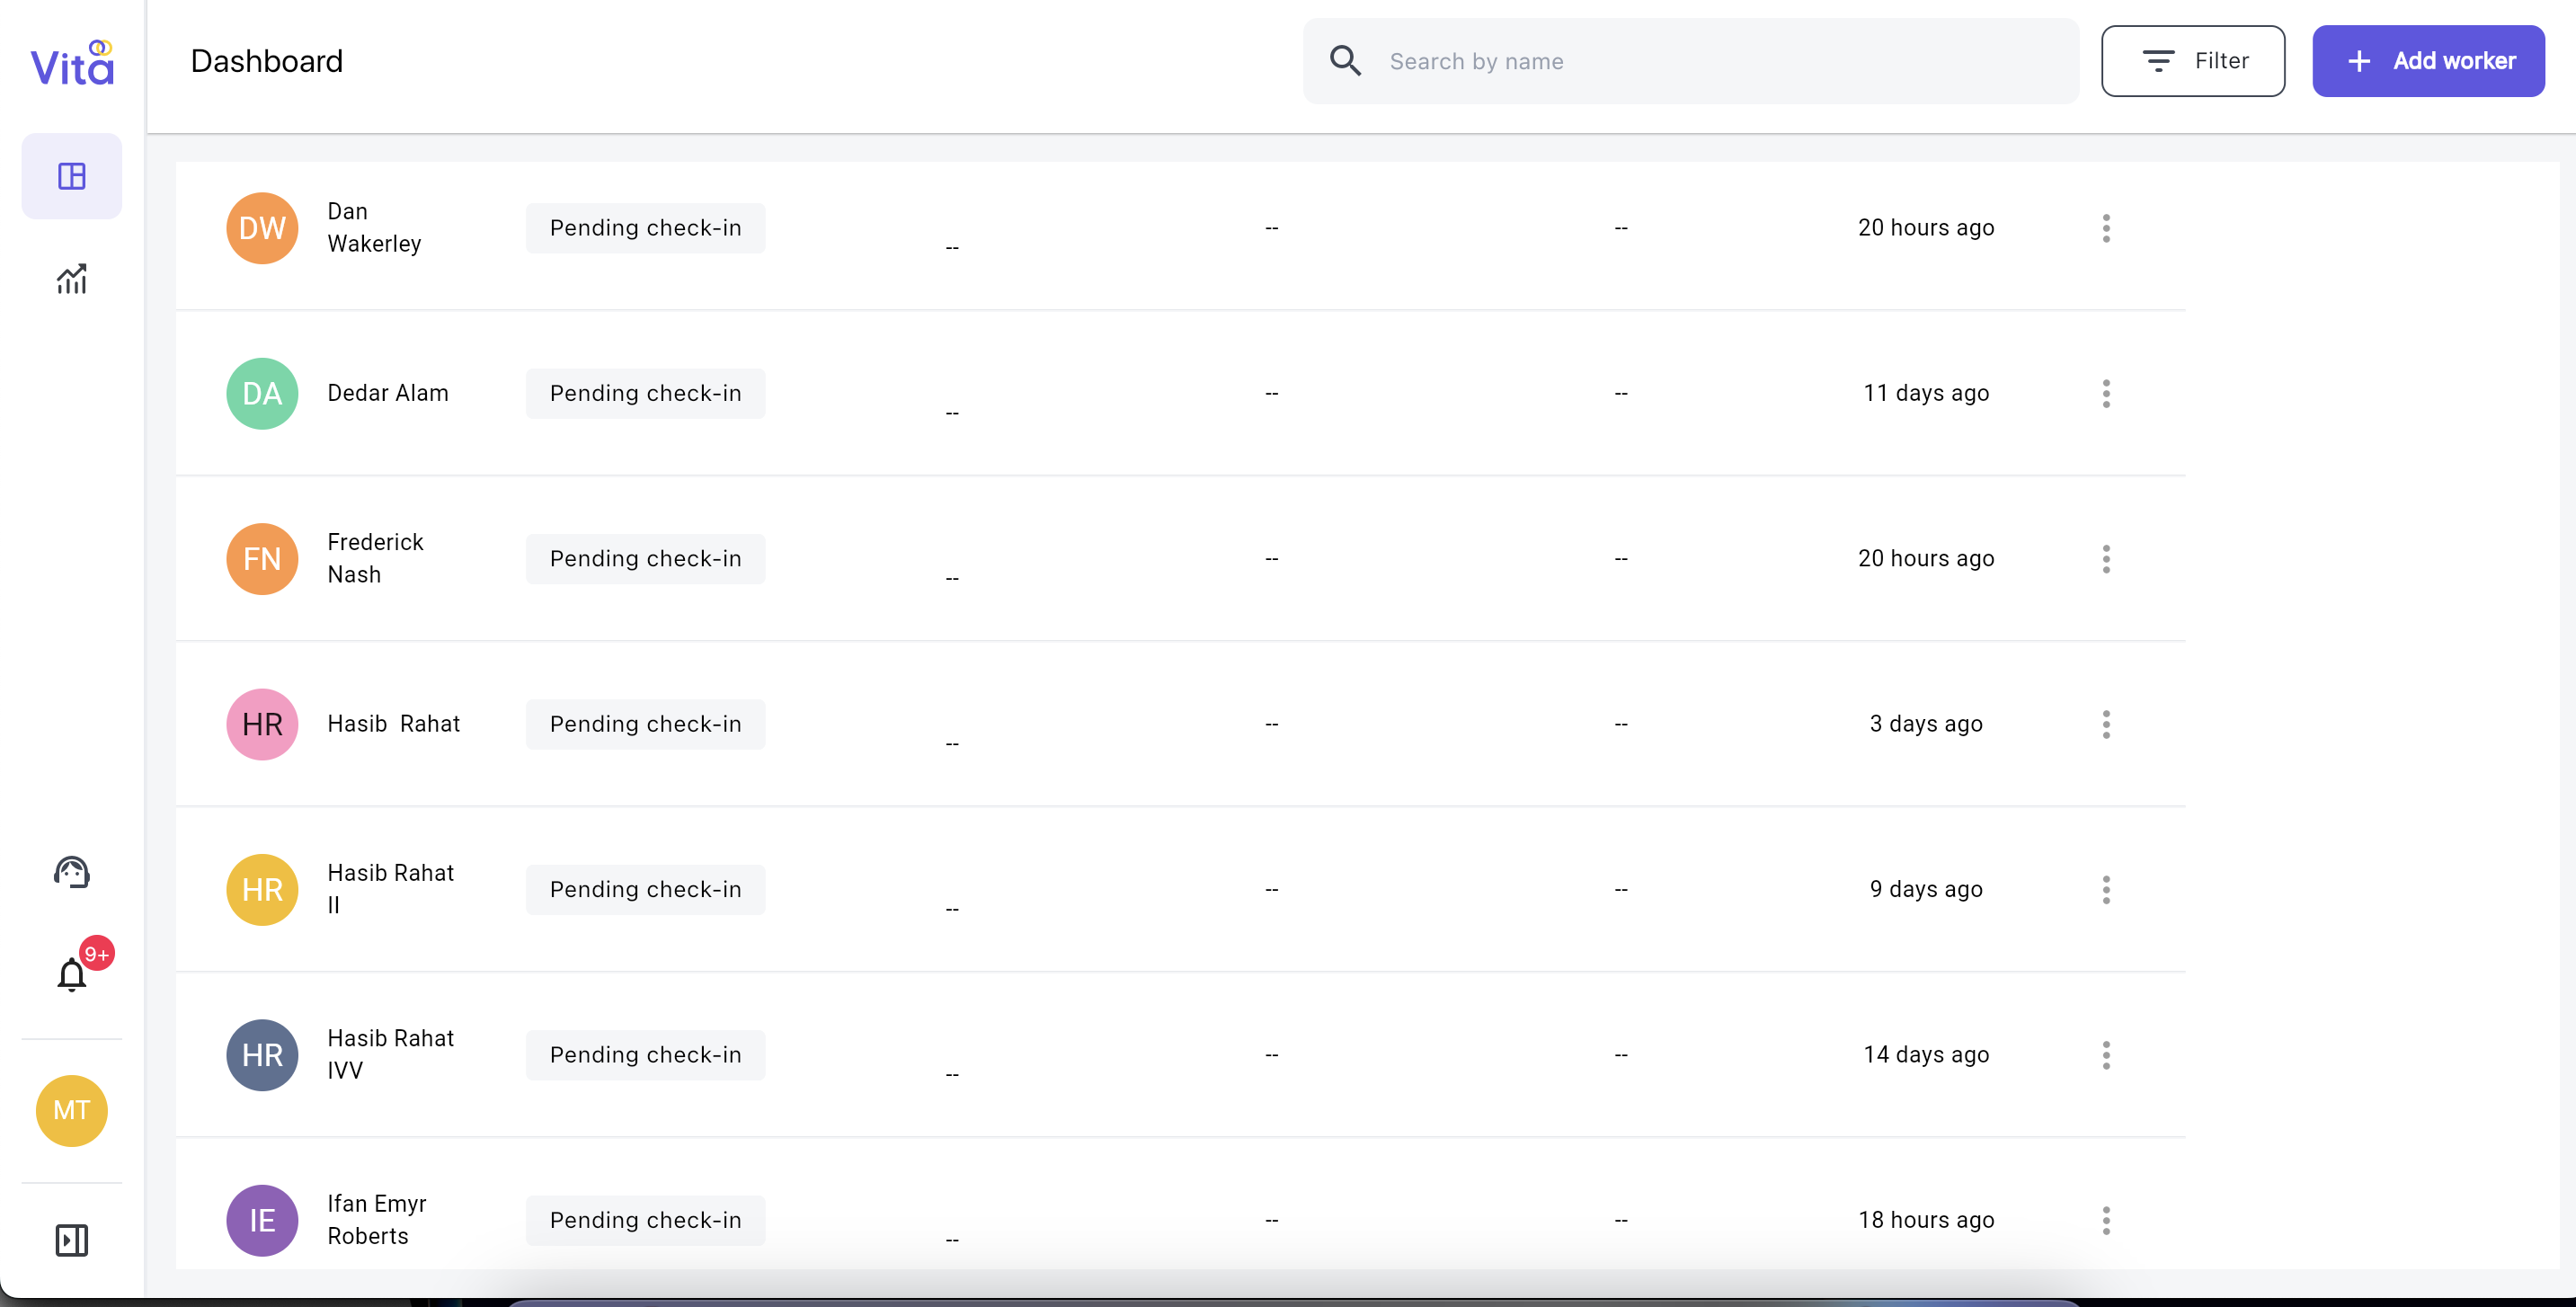 Vita
Dashboard
Search by name
Filter
+ Add worker
DW
Dan
Wakerley
Pending check-in
--
--
--
20 hours ago
DA
Dedar Alam
Pending check-in
--
--
--
11 days ago
FN
Frederick
Nash
Pending check-in
--
--
--
20 hours ago
HR
Hasib  Rahat
Pending check-in
--
--
--
3 days ago
HR
Hasib Rahat
II
Pending check-in
--
--
--
9 days ago
HR
Hasib Rahat
IVV
Pending check-in
--
--
--
14 days ago
IE
Ifan Emyr
Roberts
Pending check-in
--
--
--
18 hours ago
9+
MT